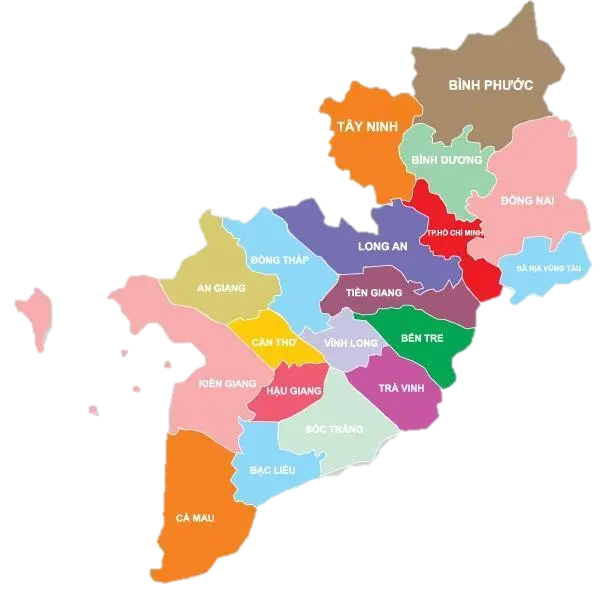 BÌNH PHƯỚC
TÂY NINH
BÌNH DƯƠNG
ĐỒNG NAI
TP.HỒ CHÍ MINH
LONG AN
ĐỒNG THÁP
BÃ RỊA VŨNG TÀU
AN GIANG
TIỀN GIANG
BẾN TRE
CẦN THƠ
VĨNH LONG
KIÊN GIANG
HẬU GIANG
TRÀ VINH
SÓC TRĂNG
BẠC LIÊU
CÀ MAU